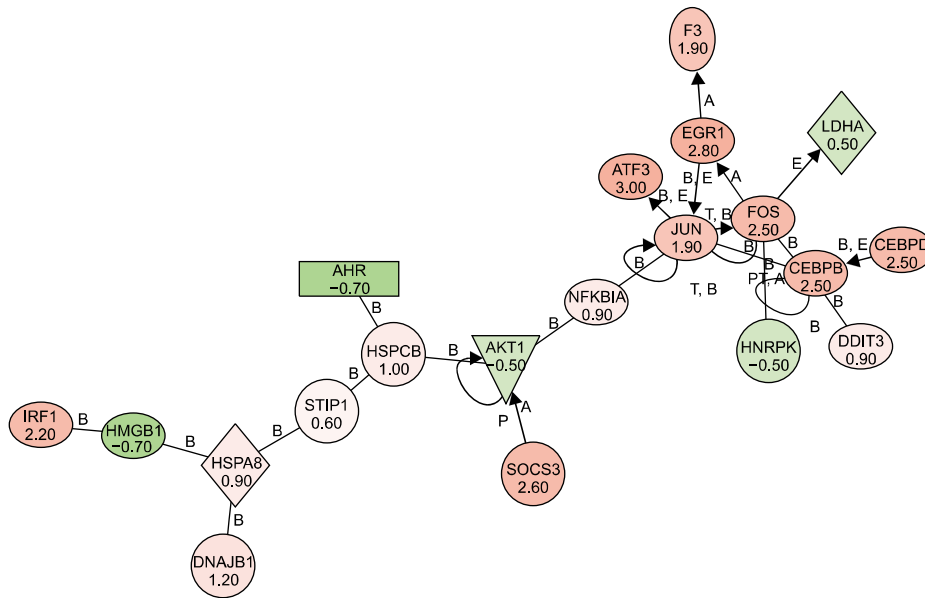 F3
1.90
A
LDHA
0.50
EGR1
2.80
E
A
B, E
ATF3
3.00
B, E
T, B
FOS
2.50
JUN
1.90
B
B
B
B, E
CEBPD
2.50
CEBPB
2.50
AHR
−0.70
B
T, B
PT, A
B
NFKBIA
0.90
B
B
HNRPK
−0.50
DDIT3
0.90
B
B
HSPCB
1.00
B
AKT1
−0.50
B
P
A
STIP1
0.60
B
IRF1
2.20
B
HMGB1
−0.70
B
HSPA8
0.90
SOCS3
2.60
B
DNAJB1
1.20